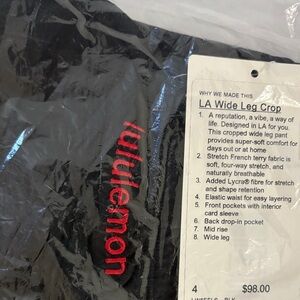 lululemon
WHY WE MADE THIS
LA Wide Leg Crop
1. A reputation, a vibe, a way of
life. Designed in LA for you.
This cropped wide leg pant
provides super-soft comfort for
days out or at home
2. Stretch French terry fabric is
soft, four-way stretch, and
naturally breathable
3. Added Lycra® fibre for stretch
and shape retention
4. Elastic waist for easy layering
5. Front pockets with interior
card sleeve
6. Back drop-in pocket
7. Mid rise
8. Wide leg
4 $98.00